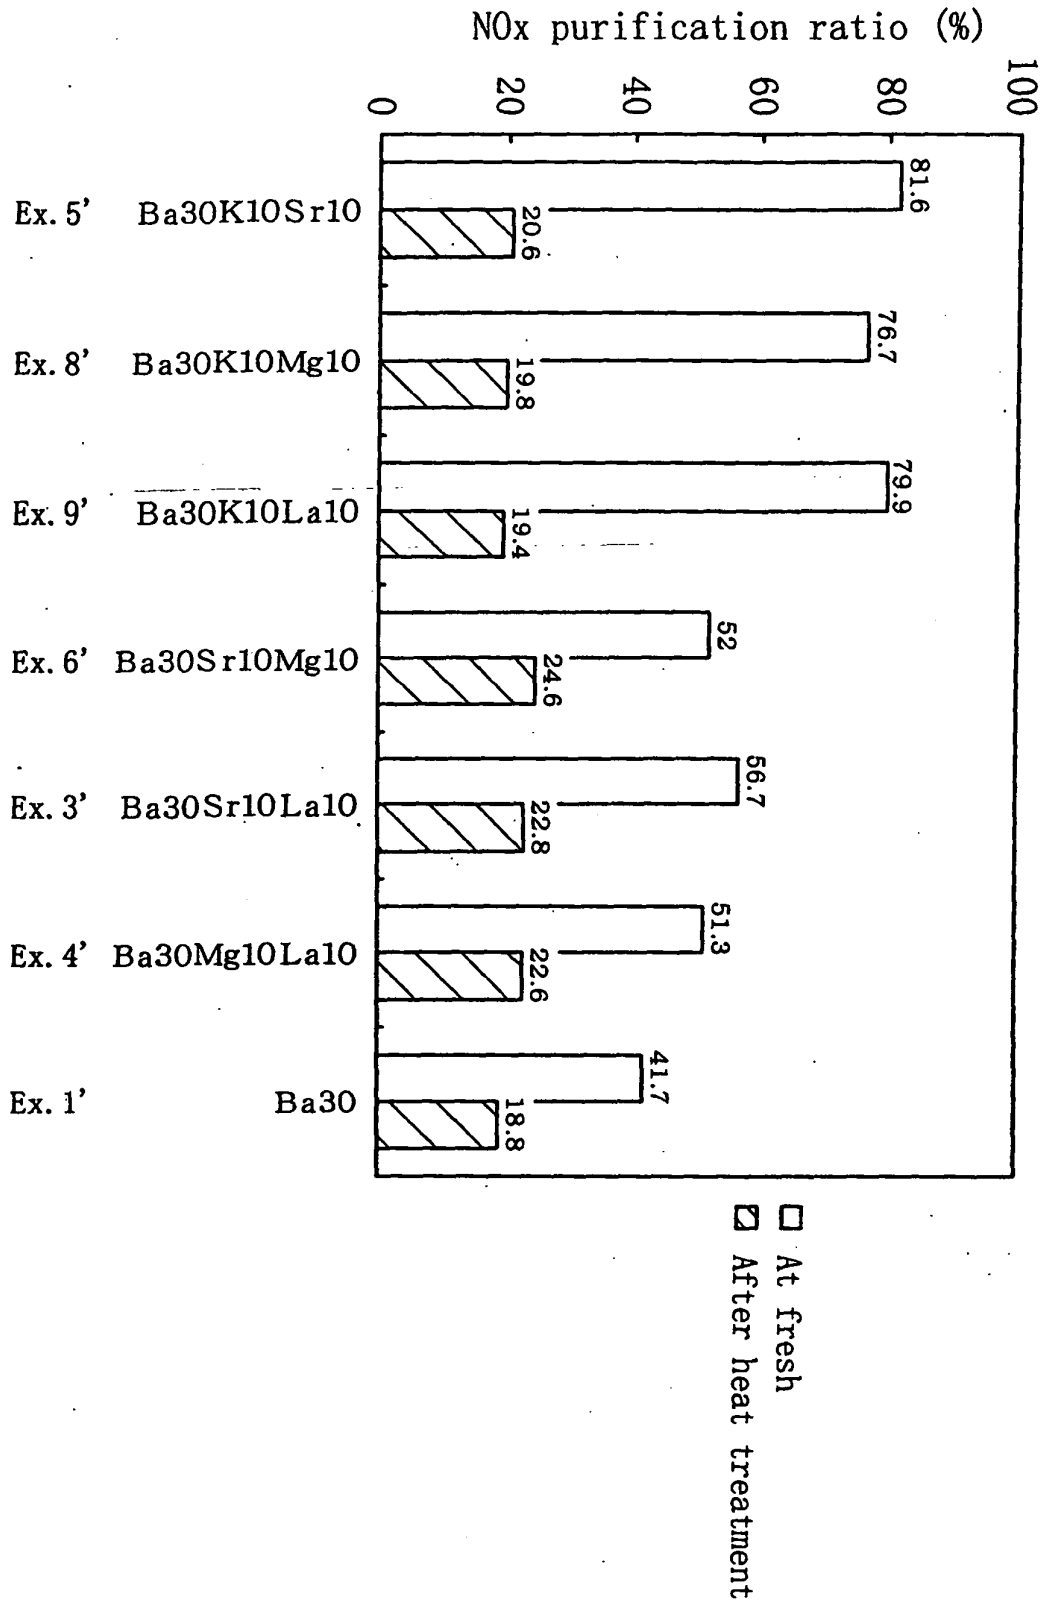 NOx purification ratio (%)
0 20 40 60 80 100
Ex. 5' Ba30K10Sr10
81.6
20.6
Ex. 8' Ba30K10Mg10
76.7
19.8
Ex. 9' Ba30K10La10
79.9
19.4
Ex. 6' Ba30Sr10Mg10
52
24.6
Ex. 3' Ba30Sr10La10
56.7
22.8
Ex. 4' Ba30Mg10La10
51.3
22.6
Ex. 1' Ba30
41.7
18.8
At fresh
After heat treatment